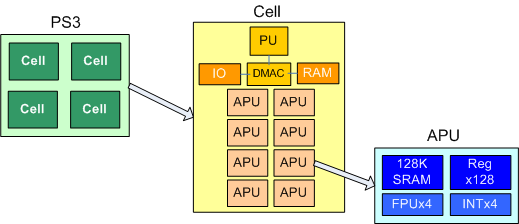 PS3
Cell Cell
Cell Cell
Cell
PU
IO DMAC RAM
APU APU
APU APU
APU APU
APU APU
APU
128K
SRAM
Reg
x128
FPUx4 INTx4